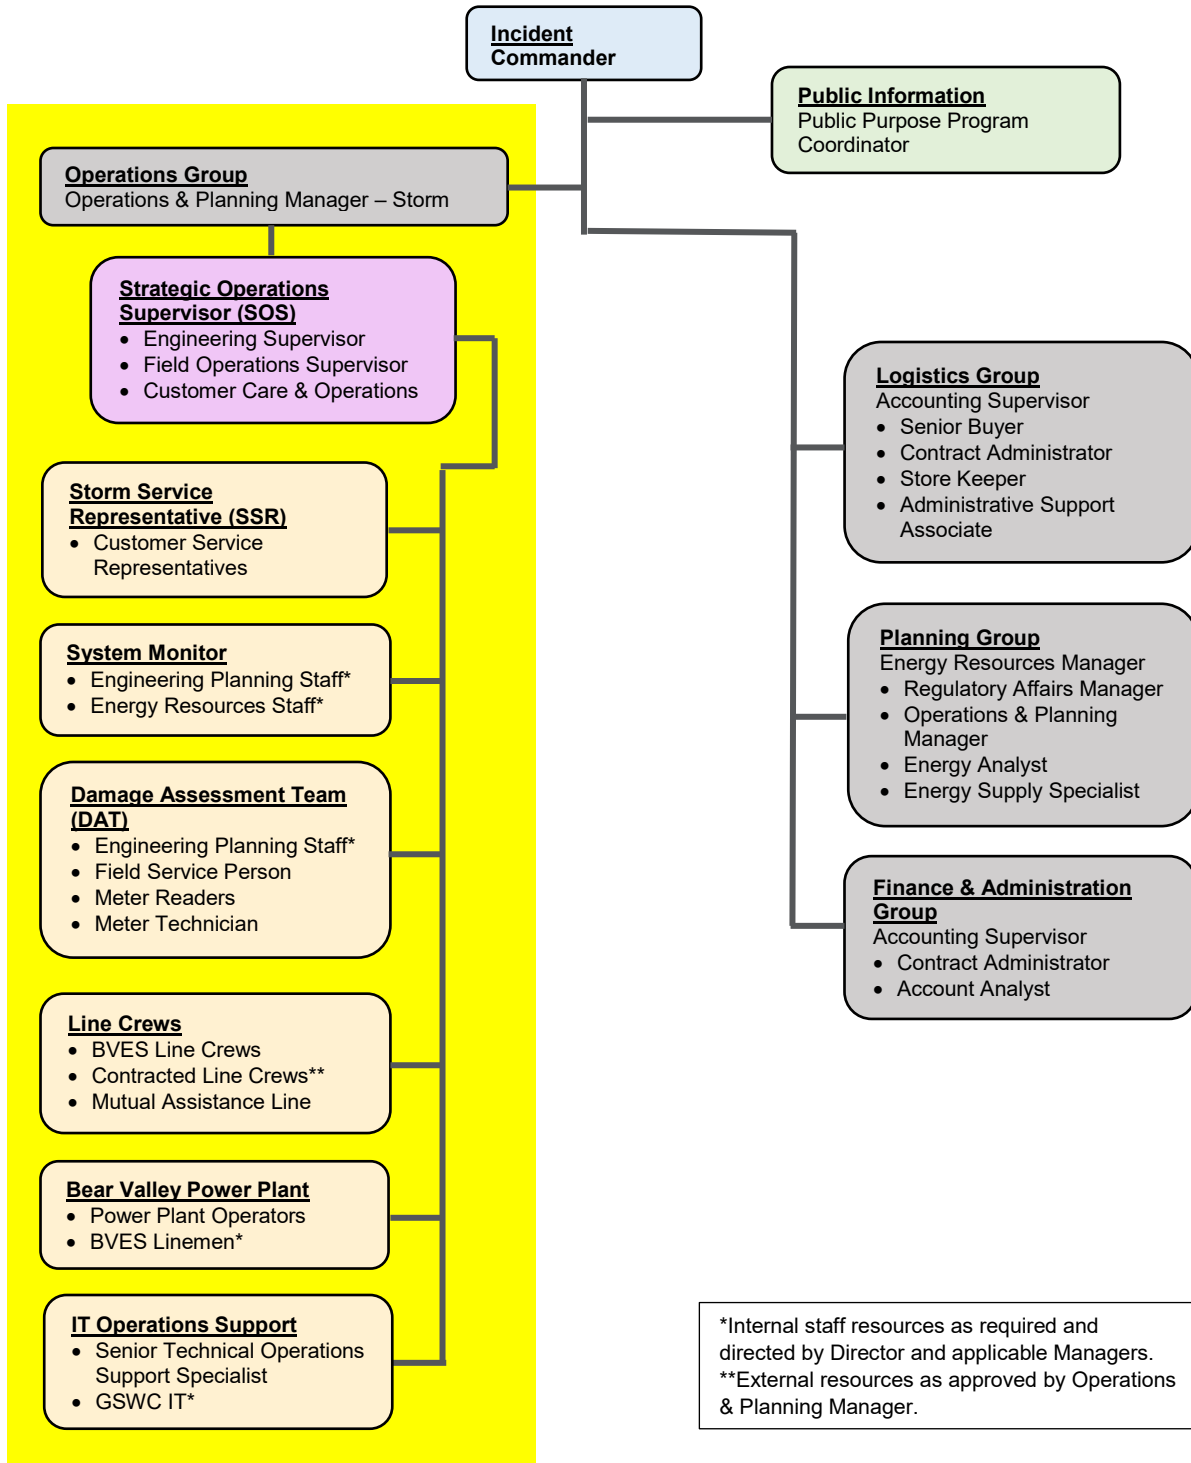 Incident
Commander
Public Information
Public Purpose Program
Coordinator
Operations Group
Operations & Planning Manager – Storm
Strategic Operations
Supervisor (SOS)
• Engineering Supervisor
• Field Operations Supervisor
• Customer Care & Operations
Storm Service
Representative (SSR)
• Customer Service
Representatives
System Monitor
• Engineering Planning Staff*
• Energy Resources Staff*
Damage Assessment Team
(DAT)
• Engineering Planning Staff*
• Field Service Person
• Meter Readers
• Meter Technician
Line Crews
• BVES Line Crews
• Contracted Line Crews**
• Mutual Assistance Line
Bear Valley Power Plant
• Power Plant Operators
• BVES Linemen*
IT Operations Support
• Senior Technical Operations
Support Specialist
• GSWC IT*
Logistics Group
Accounting Supervisor
• Senior Buyer
• Contract Administrator
• Store Keeper
• Administrative Support
Associate
Planning Group
Energy Resources Manager
• Regulatory Affairs Manager
• Operations & Planning
Manager
• Energy Analyst
• Energy Supply Specialist
Finance & Administration
Group
Accounting Supervisor
• Contract Administrator
• Account Analyst
*Internal staff resources as required and
directed by Director and applicable Managers.
**External resources as approved by Operations
& Planning Manager.